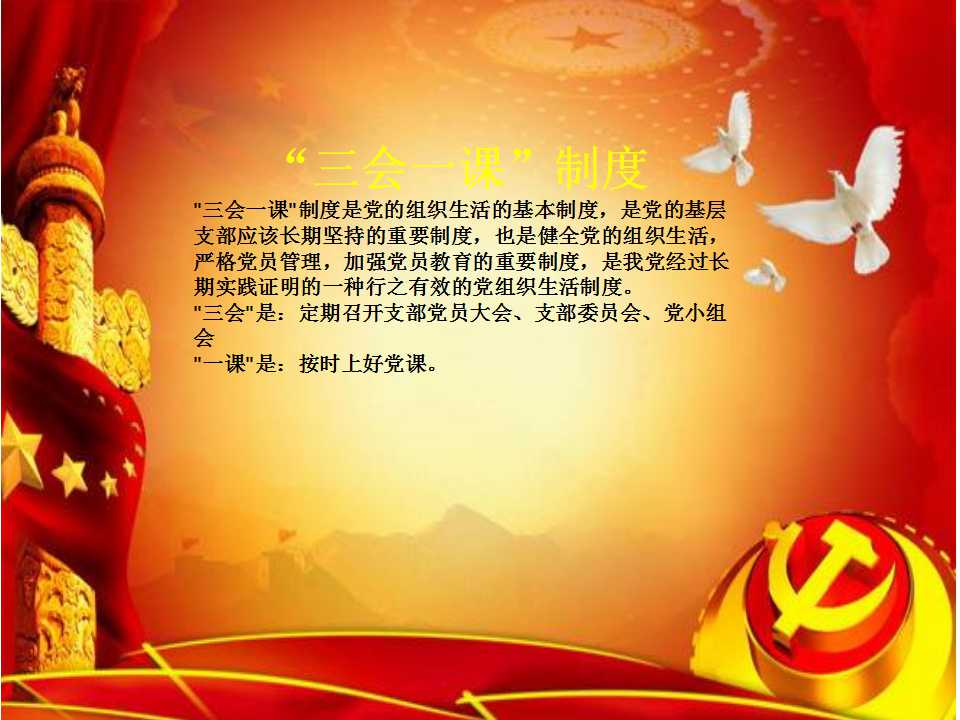 “三会一课”制度
"三会一课"制度是党的组织生活的基本制度，是党的基层
支部应该长期坚持的重要制度，也是健全党的组织生活，
严格党员管理，加强党员教育的重要制度，是我党经过长
期实践证明的一种行之有效的党组织生活制度。
"三会"是：定期召开支部党员大会、支部委员会、党小组
会
"一课"是：按时上好党课。